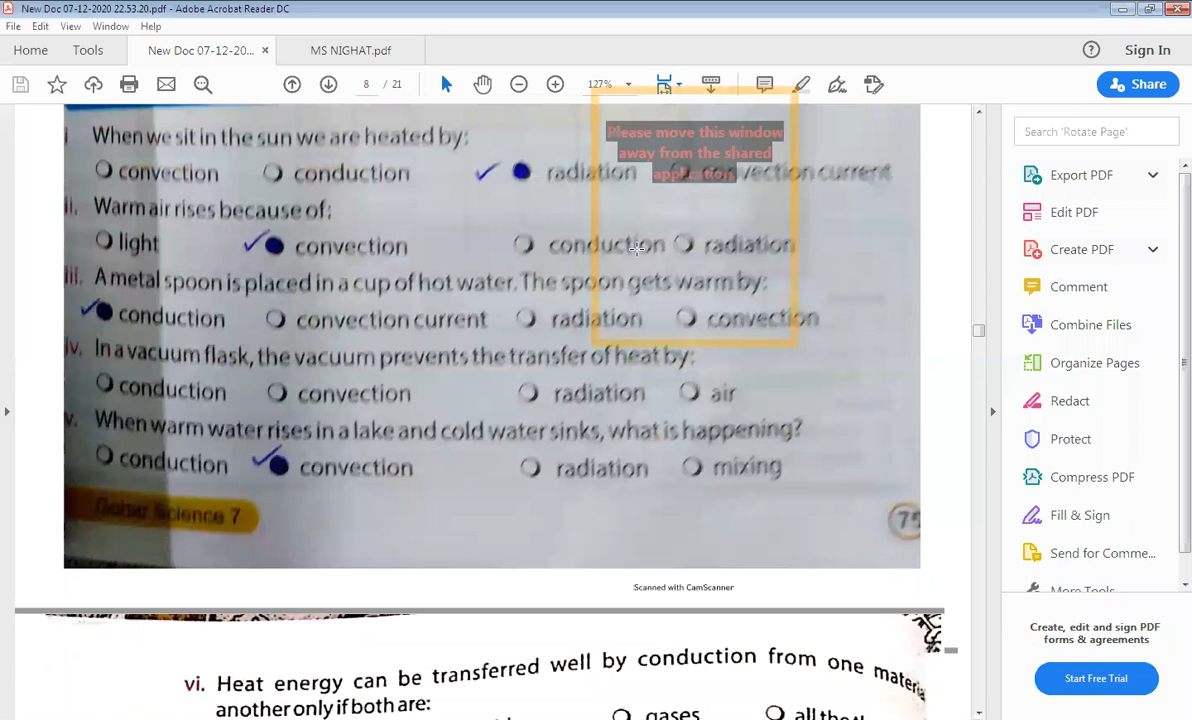 New Doc 07-12-2020 22.53.20.pdf - Adobe Acrobat Reader DC
File Edit View Window Help
Home Tools New Doc 07-12-20... × MS NIGHAT.pdf Sign In
8 / 21 127% Share
i When we sit in the sun we are heated by:
convection conduction radiation convection current
Please move this window
away from the shared
application.
ii. Warm air rises because of:
light convection conduction radiation
iii. A metal spoon is placed in a cup of hot water. The spoon gets warm by:
conduction convection current radiation convection
iv. In a vacuum flask, the vacuum prevents the transfer of heat by:
conduction convection radiation air
v. When warm water rises in a lake and cold water sinks, what is happening?
conduction convection radiation mixing
Science 7
75
Scanned with CamScanner
vi. Heat energy can be transferred well by conduction from one materia
another only if both are:
gases
Search 'Rotate Page'
Export PDF
Edit PDF
Create PDF
Comment
Combine Files
Organize Pages
Redact
Protect
Compress PDF
Fill & Sign
Send for Comme...
More Tools
Create, edit and sign PDF
forms & agreements
Start Free Trial